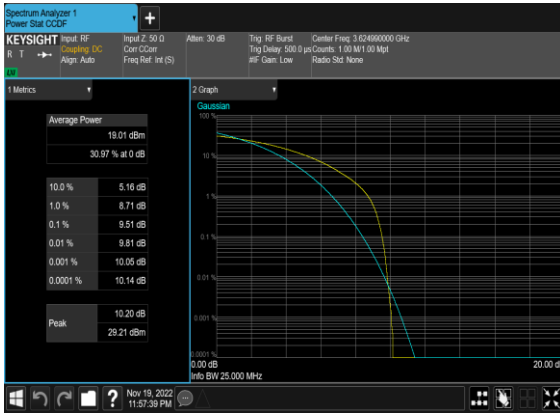 Spectrum Analyzer 1
Power Stat CCDF
+
KEYSIGHT
R T
LXI
Input: RF
Coupling: DC
Align: Auto
Input Z: 50 Ω
Corr CCorr
Freq Ref: Int (S)
Atten: 30 dB
Trig: RF Burst
Trig Delay: 500.0 µs
#IF Gain: Low
Center Freq: 3.624990000 GHz
Counts: 1.00 M/1.00 Mpt
Radio Std: None
1 Metrics
Average Power
19.01 dBm
30.97 % at 0 dB
10.0 % 5.16 dB
1.0 % 8.71 dB
0.1 % 9.51 dB
0.01 % 9.81 dB
0.001 % 10.05 dB
0.0001 % 10.14 dB
Peak
10.20 dB
29.21 dBm
2 Graph
Gaussian
100 %
10 %
1 %
0.1 %
0.01 %
0.001 %
0.0001 %
0.00 dB
20.00 d
Info BW 25.000 MHz
?
Nov 19, 2022
11:57:39 PM